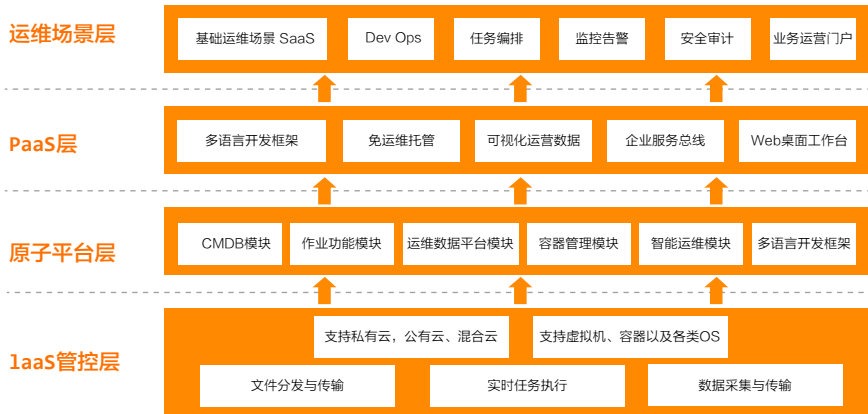 运维场景层
基础运维场景 SaaS
Dev Ops
任务编排
监控告警
安全审计
业务运营门户
PaaS层
多语言开发框架
免运维托管
可视化运营数据
企业服务总线
Web桌面工作台
原子平台层
CMDB模块
作业功能模块
运维数据平台模块
容器管理模块
智能运维模块
多语言开发框架
1aaS管控层
支持私有云，公有云、混合云
支持虚拟机、容器以及各类OS
文件分发与传输
实时任务执行
数据采集与传输